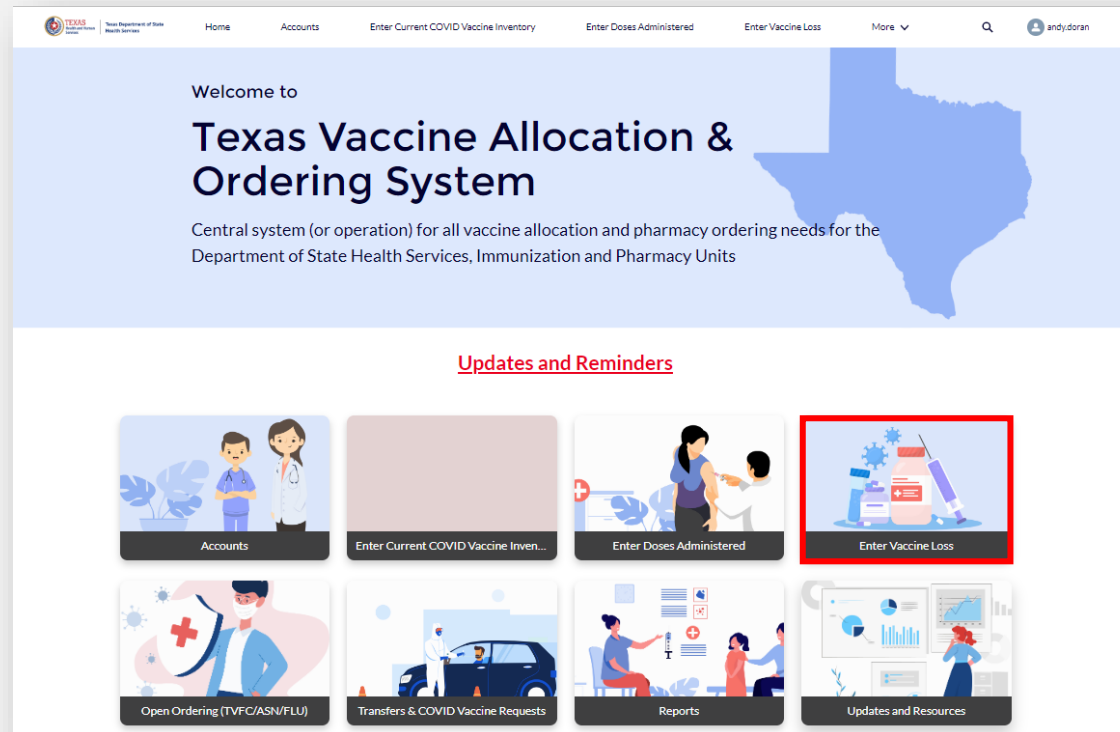 TEXAS
Health and Human
Services
Texas Department of State
Health Services
Home
Accounts
Enter Current COVID Vaccine Inventory
Enter Doses Administered
Enter Vaccine Loss
More
andy.doran
Welcome to
Texas Vaccine Allocation &
Ordering System
Central system (or operation) for all vaccine allocation and pharmacy ordering needs for the
Department of State Health Services, Immunization and Pharmacy Units
Updates and Reminders
Accounts
Enter Current COVID Vaccine Inven...
Enter Doses Administered
Enter Vaccine Loss
Open Ordering (TVFC/ASN/FLU)
Transfers & COVID Vaccine Requests
Reports
Updates and Resources